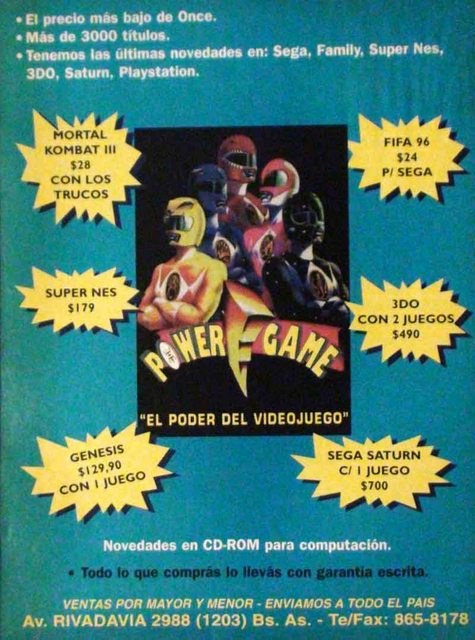 • El precio más bajo de Once.
• Más de 3000 títulos.
• Tenemos las últimas novedades en: Sega, Family, Super Nes,
3DO, Saturn, Playstation.
MORTAL
KOMBAT III
$28
CON LOS
TRUCOS
FIFA 96
$24
P/ SEGA
SUPER NES
$179
3DO
CON 2 JUEGOS
$490
THE
POWER GAME
"EL PODER DEL VIDEOJUEGO"
GENESIS
$129,90
CON 1 JUEGO
SEGA SATURN
C/ 1 JUEGO
$700
Novedades en CD-ROM para computación.
• Todo lo que comprás lo llevás con garantía escrita.
VENTAS POR MAYOR Y MENOR - ENVIAMOS A TODO EL PAIS
Av. RIVADAVIA 2988 (1203) Bs. As. - Te/Fax: 865-8178